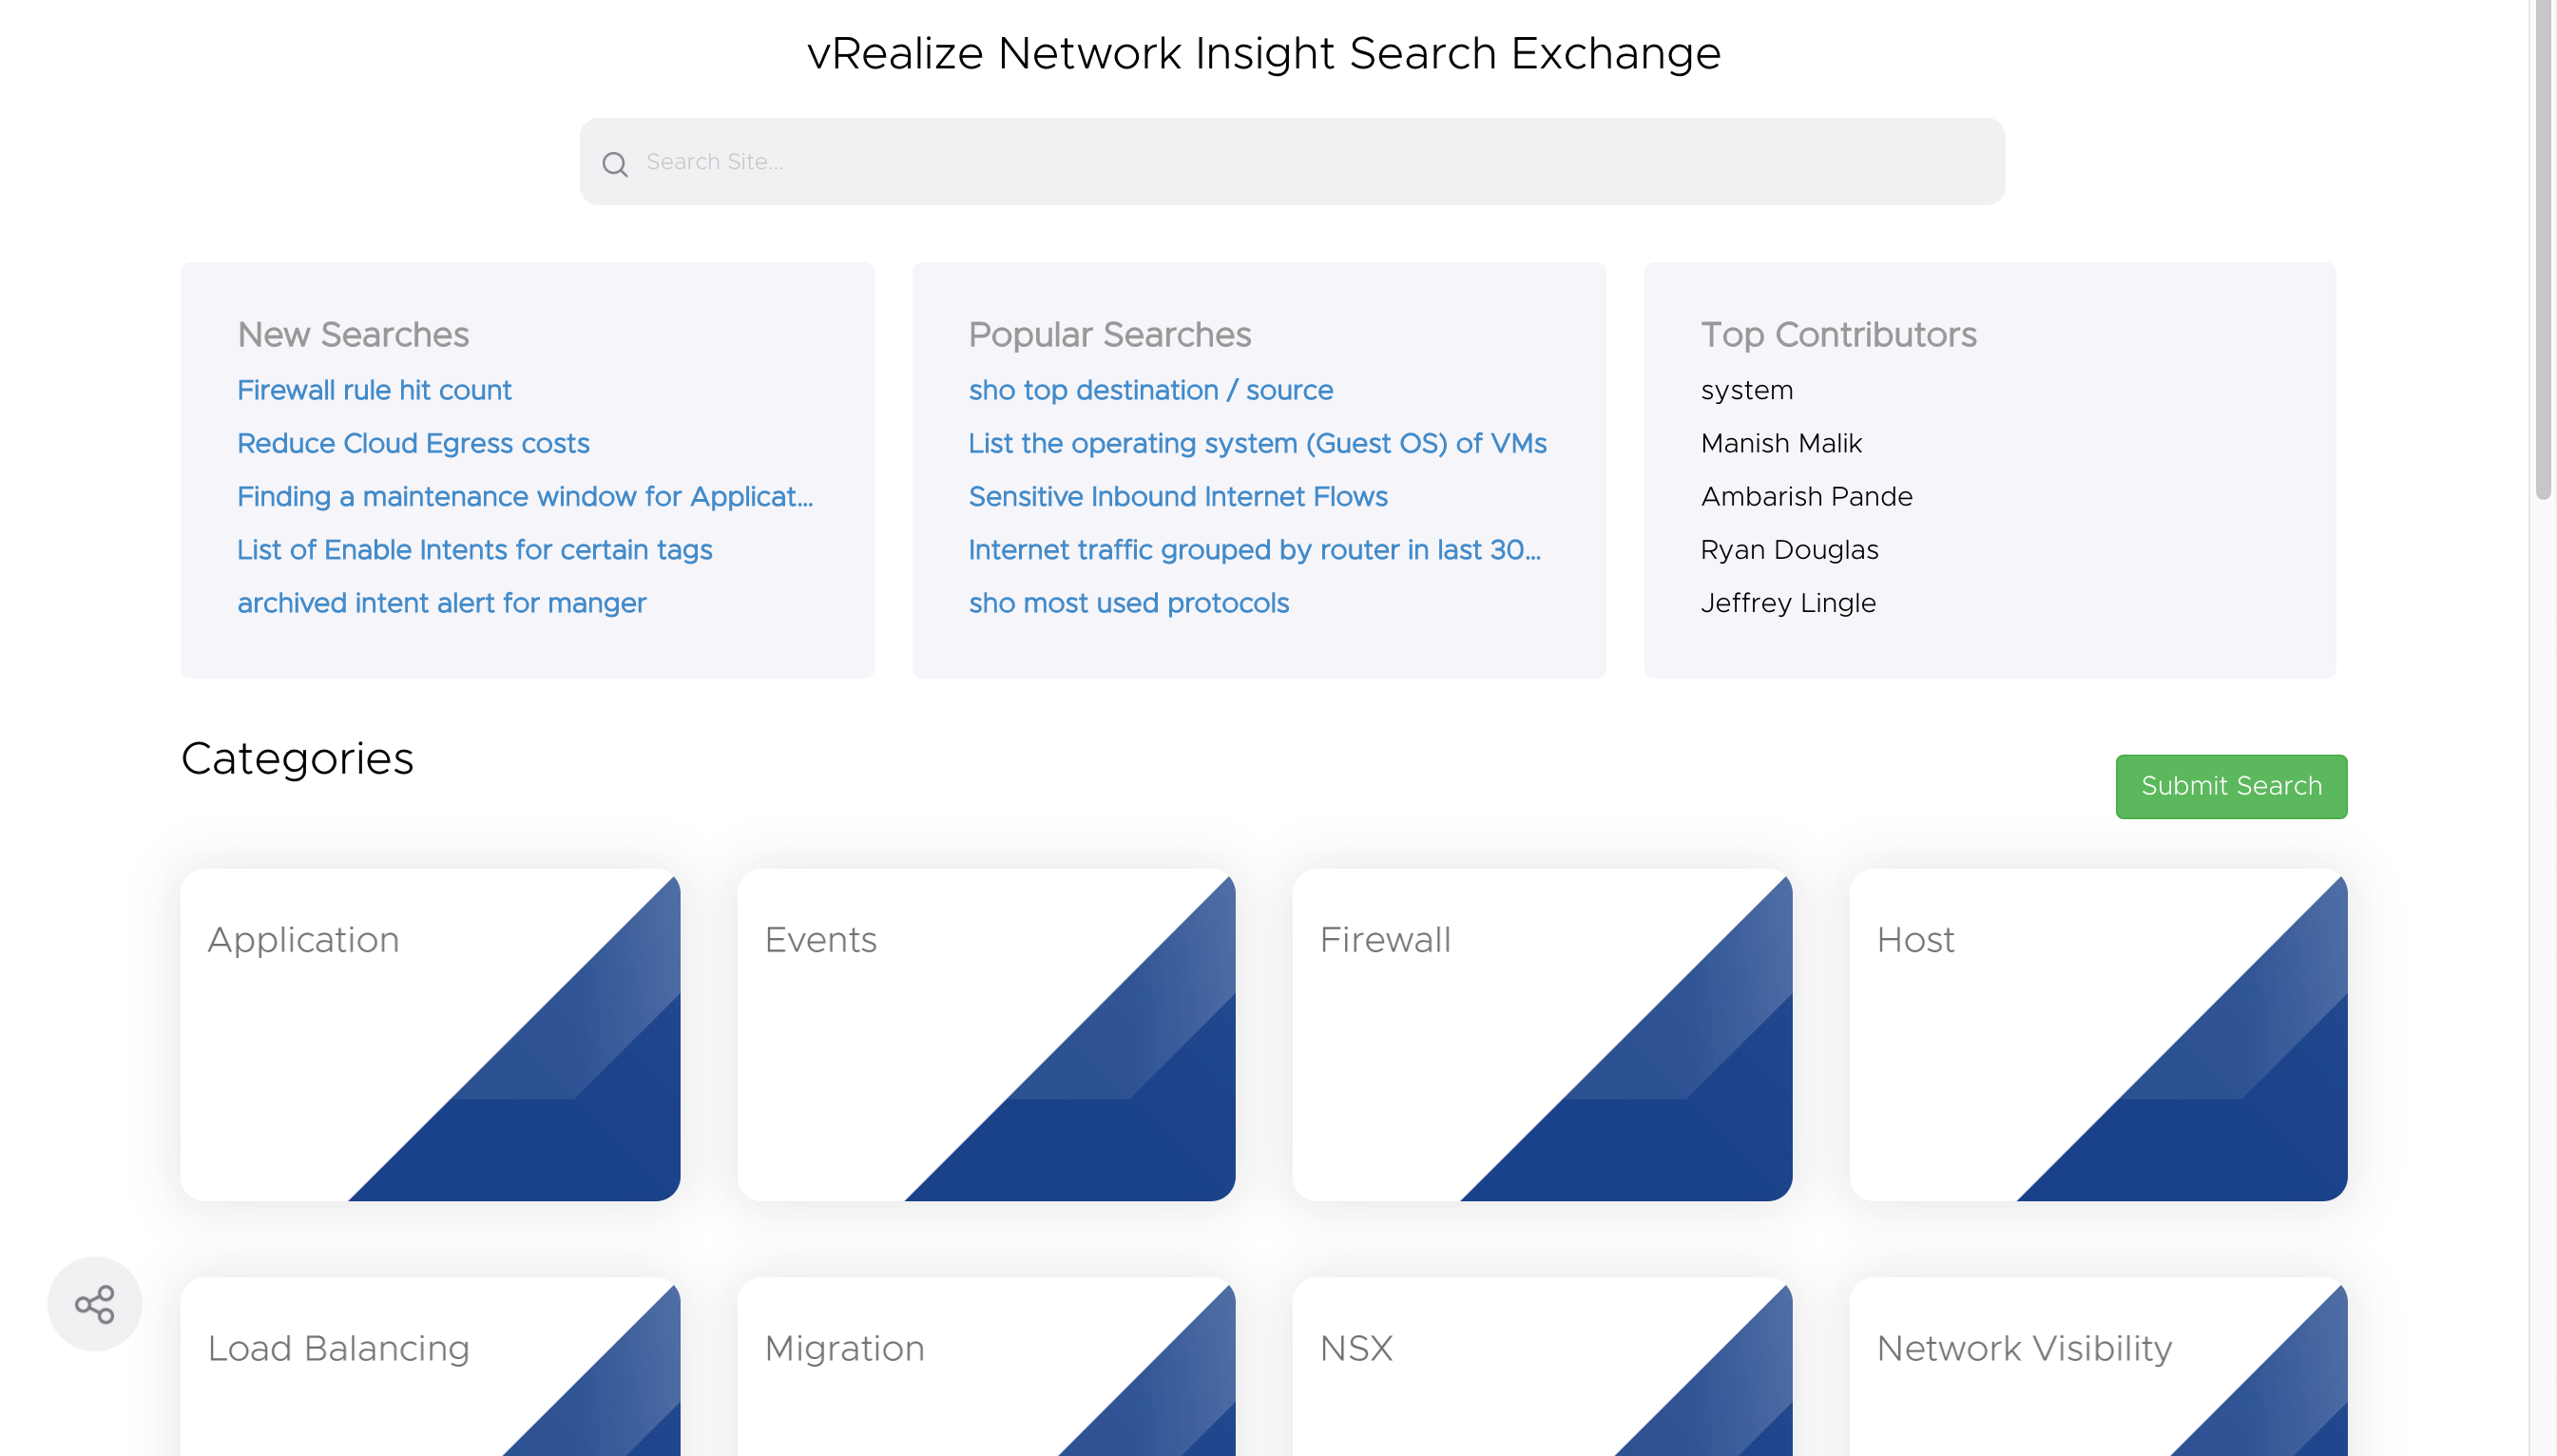 vRealize Network Insight Search Exchange
Search Site...
New Searches
Firewall rule hit count
Reduce Cloud Egress costs
Finding a maintenance window for Applicat...
List of Enable Intents for certain tags
archived intent alert for manger
Popular Searches
sho top destination / source
List the operating system (Guest OS) of VMs
Sensitive Inbound Internet Flows
Internet traffic grouped by router in last 30...
sho most used protocols
Top Contributors
system
Manish Malik
Ambarish Pande
Ryan Douglas
Jeffrey Lingle
Categories
Submit Search
Application
Events
Firewall
Host
Load Balancing
Migration
NSX
Network Visibility